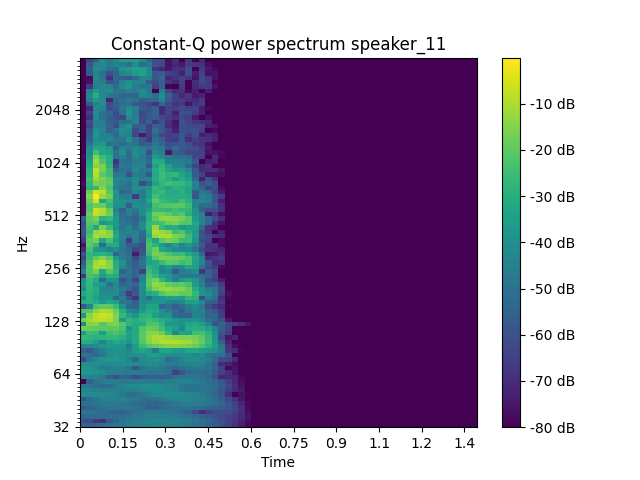 Constant-Q power spectrum speaker_11
Hz
2048
1024
512
256
128
64
32
0 0.15 0.3 0.45 0.6 0.75 0.9 1.1 1.2 1.4
Time
-10 dB
-20 dB
-30 dB
-40 dB
-50 dB
-60 dB
-70 dB
-80 dB